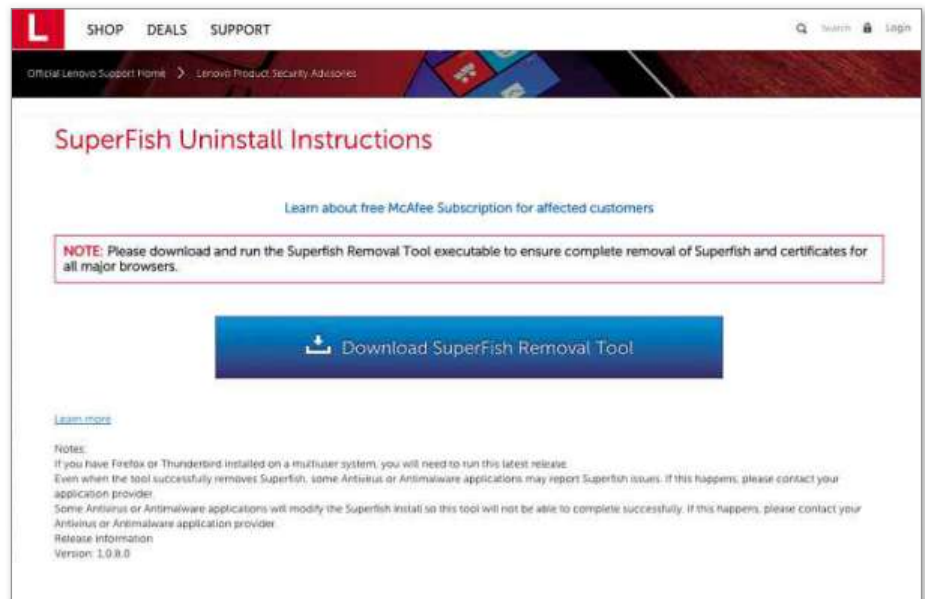 L SHOP DEALS SUPPORT Search Login
Official Lenovo Support Home > Lenovo Product Security Advisories
SuperFish Uninstall Instructions
Learn about free McAfee Subscription for affected customers
NOTE: Please download and run the Superfish Removal Tool executable to ensure complete removal of Superfish and certificates for
all major browsers.
Download SuperFish Removal Tool
Learn more
Notes:
If you have Firefox or Thunderbird installed on a multiuser system, you will need to run this latest release.
Even when the tool successfully removes Superfish, some Antivirus or Antimalware applications may report Superfish issues. If this happens, please contact your
application provider.
Some Antivirus or Antimalware applications will modify the Superfish install so this tool will not be able to complete successfully. If this happens, please contact your
Antivirus or Antimalware application provider.
Release information
Version: 1.0.8.0